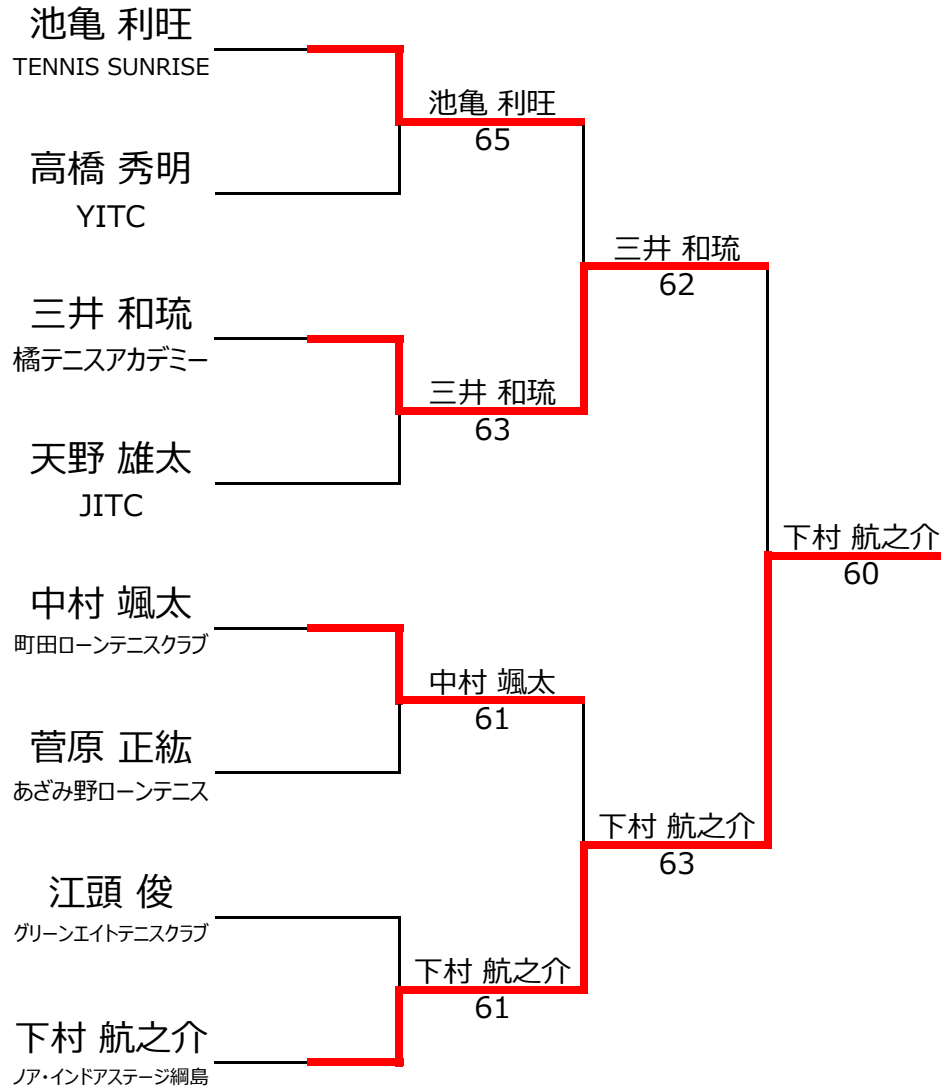 池亀 利旺
TENNIS SUNRISE
池亀 利旺
65
高橋 秀明
YITC
三井 和琉
62
三井 和琉
橘テニスアカデミー
三井 和琉
63
天野 雄太
JITC
下村 航之介
60
中村 颯太
町田ローンテニスクラブ
中村 颯太
61
菅原 正紘
あざみ野ローンテニス
下村 航之介
63
江頭 俊
グリーンエイトテニスクラブ
下村 航之介
61
下村 航之介
ノア・インドアステージ綱島